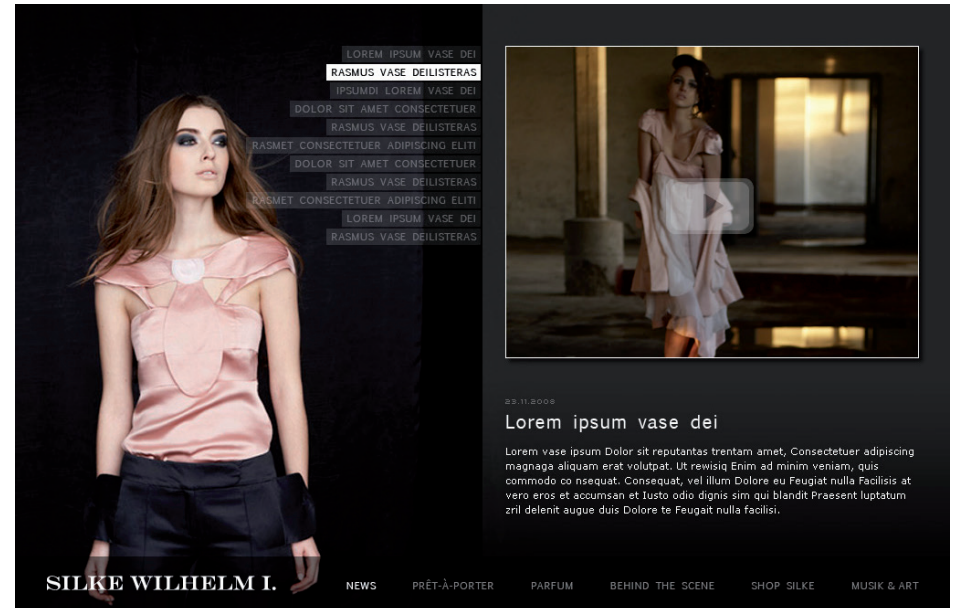 LOREM IPSUM VASE DEI
RASMUS VASE DEILISTERAS
IPSUMDI LOREM VASE DEI
DOLOR SIT AMET CONSECTETUER
RASMUS VASE DEILISTERAS
RASMET CONSECTETUER ADIPISCING ELITI
DOLOR SIT AMET CONSECTETUER
RASMUS VASE DEILISTERAS
RASMET CONSECTETUER ADIPISCING ELITI
LOREM IPSUM VASE DEI
RASMUS VASE DEILISTERAS
23.11.2008
Lorem ipsum vase dei
Lorem vase ipsum Dolor sit reputantas trentam amet, Consectetuer adipiscing
magnaga aliquam erat volutpat. Ut rewisiq Enim ad minim veniam, quis
commodo co nsequat. Consequat, vel illum Dolore eu Feugiat nulla Facilisis at
vero eros et accumsan et Iusto odio dignis sim qui blandit Praesent luptatum
zril delenit augue duis Dolore te Feugait nulla facilisi.
SILKE WILHELM I.
NEWS PRÊT-À-PORTER PARFUM BEHIND THE SCENE SHOP SILKE MUSIK & ART